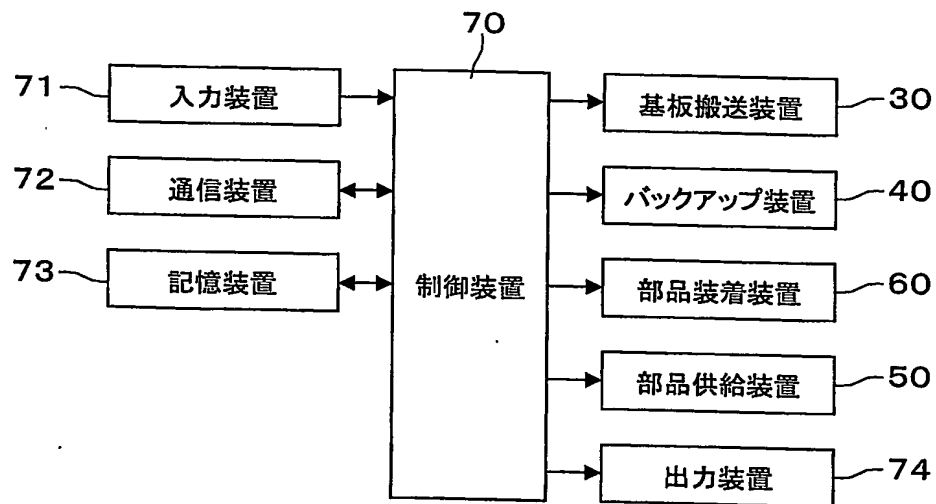 70
71
入力装置
72
通信装置
73
記憶装置
制御装置
基板搬送装置
30
バックアップ装置
40
部品装着装置
60
部品供給装置
50
出力装置
74